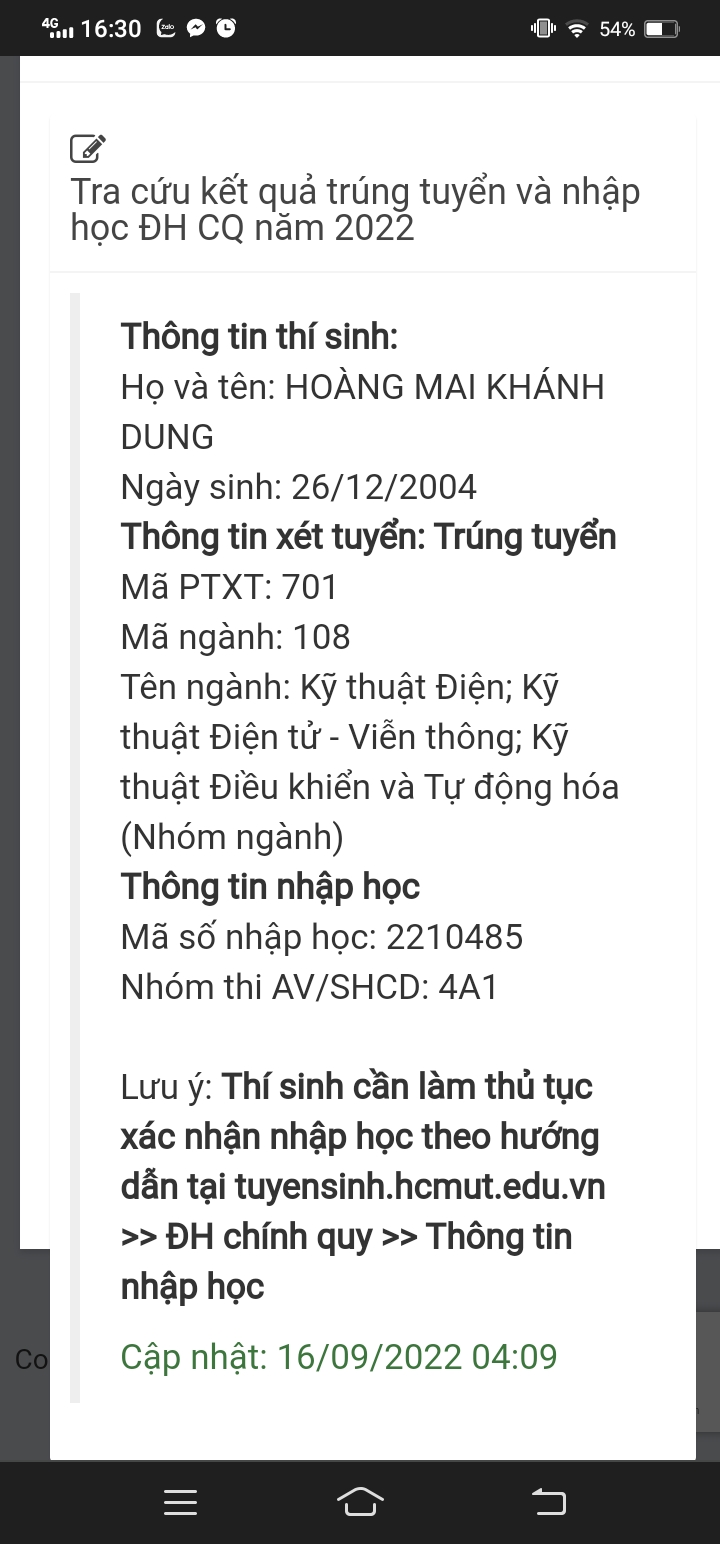 4G 16:30 Zalo 54%
Tra cứu kết quả trúng tuyển và nhập
học ĐH CQ năm 2022
Thông tin thí sinh:
Họ và tên: HOÀNG MAI KHÁNH
DUNG
Ngày sinh: 26/12/2004
Thông tin xét tuyển: Trúng tuyển
Mã PTXT: 701
Mã ngành: 108
Tên ngành: Kỹ thuật Điện; Kỹ
thuật Điện tử - Viễn thông; Kỹ
thuật Điều khiển và Tự động hóa
(Nhóm ngành)
Thông tin nhập học
Mã số nhập học: 2210485
Nhóm thi AV/SHCD: 4A1
Lưu ý: Thí sinh cần làm thủ tục
xác nhận nhập học theo hướng
dẫn tại tuyensinh.hcmut.edu.vn
>> ĐH chính quy >> Thông tin
nhập học
Co
Cập nhật: 16/09/2022 04:09